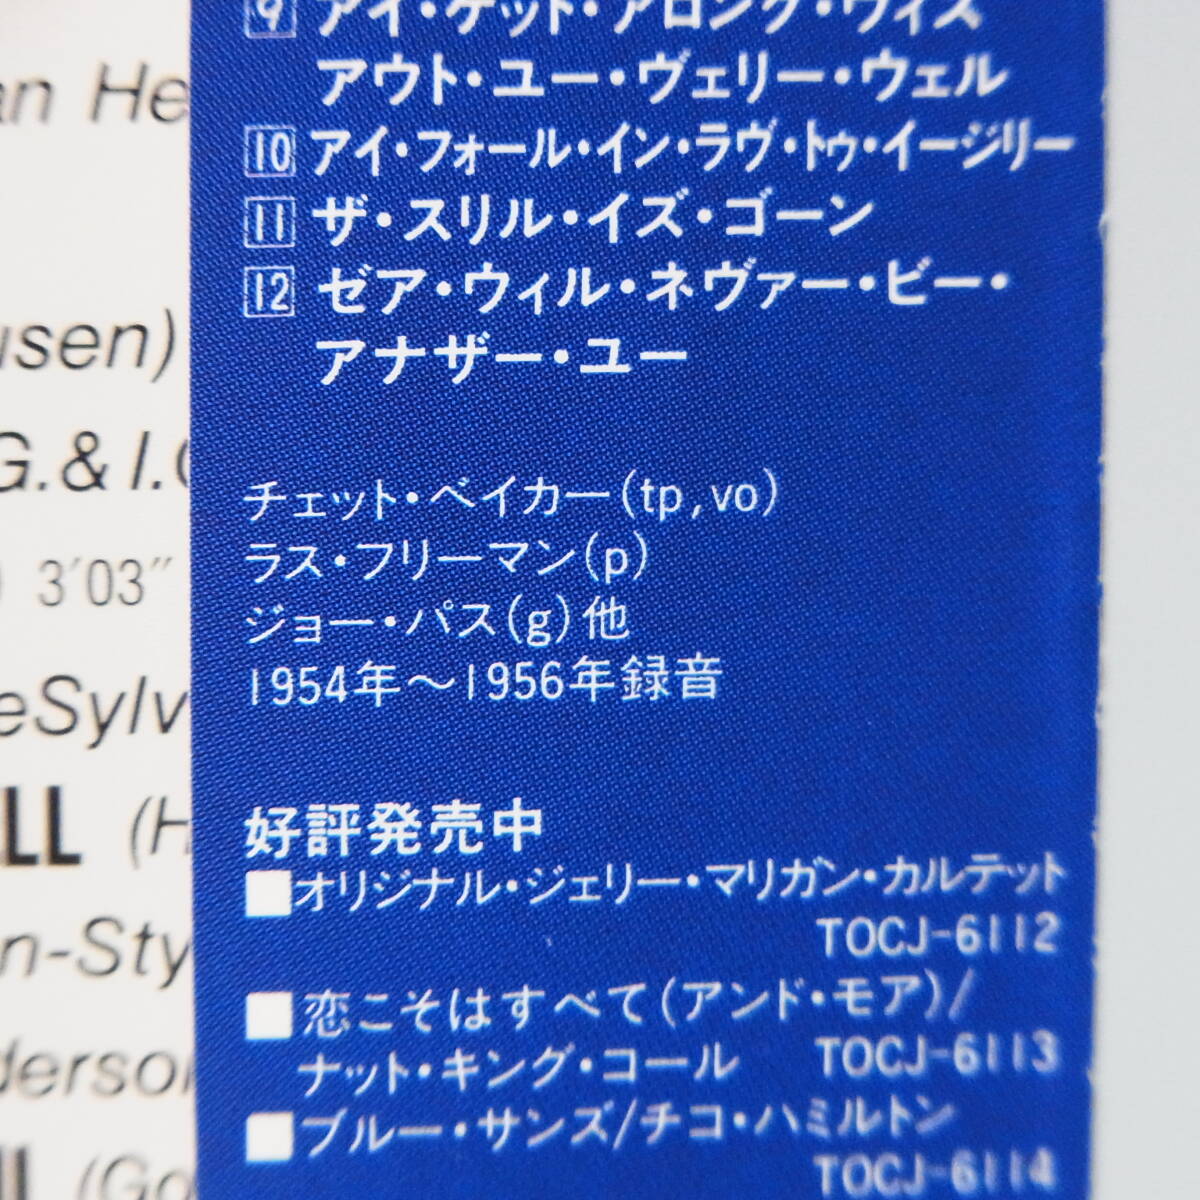 an He
usen)
G.& I.
3′03″
eSylv
LL (H
n-Sty
derson
(Go
9 アイ・ゲット・アロング・ウィズ
アウト・ユー・ヴェリー・ウェル
10 アイ・フォール・イン・ラヴ・トゥ・イージリー
11 ザ・スリル・イズ・ゴーン
12 ゼア・ウィル・ネヴァー・ビー・
アナザー・ユー
チェット・ベイカー(tp,vo)
ラス・フリーマン(p)
ジョー・パス(g)他
1954年～1956年録音
好評発売中
■オリジナル・ジェリー・マリガン・カルテット
TOCJ-6112
■恋こそはすべて(アンド・モア)/
ナット・キング・コール TOCJ-6113
■ブルー・サンズ/チコ・ハミルトン
TOCJ-6114